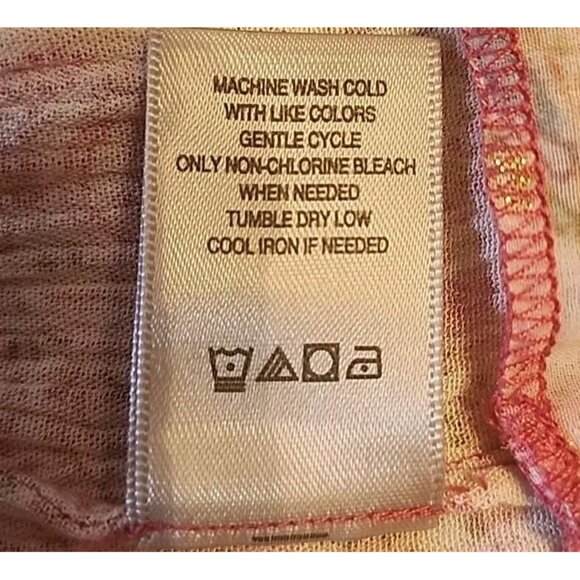 MACHINE WASH COLD
WITH LIKE COLORS
GENTLE CYCLE
ONLY NON-CHLORINE BLEACH
WHEN NEEDED
TUMBLE DRY LOW
COOL IRON IF NEEDED